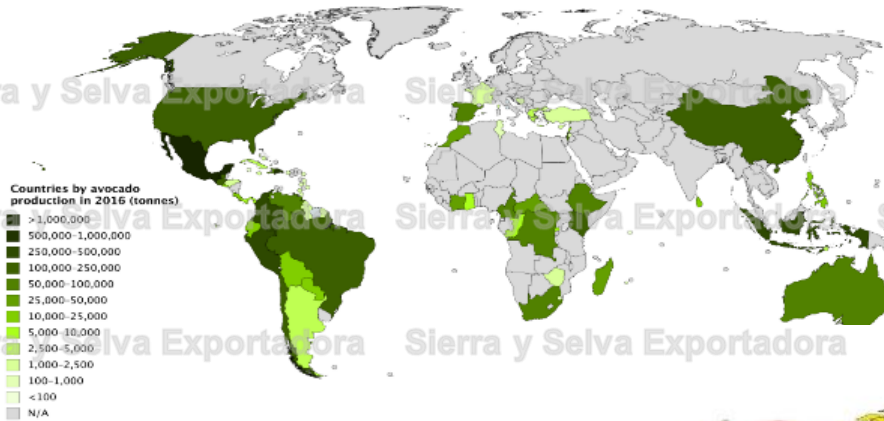 ra y Selva Exportadora
Sierra y Selva Exportadora
Countries by avocado
production in 2016 (tonnes)
>1,000,000
500,000–1,000,000
250,000–500,000
100,000–250,000
50,000–100,000
25,000–50,000
10,000–25,000
5,000–10,000
2,500–5,000
1,000–2,500
100–1,000
<100
N/A
ra y Selva Exportadora
Sierra y Selva Exportadora
S
ra y Selva Exportadora
Sierra y Selva Exportadora